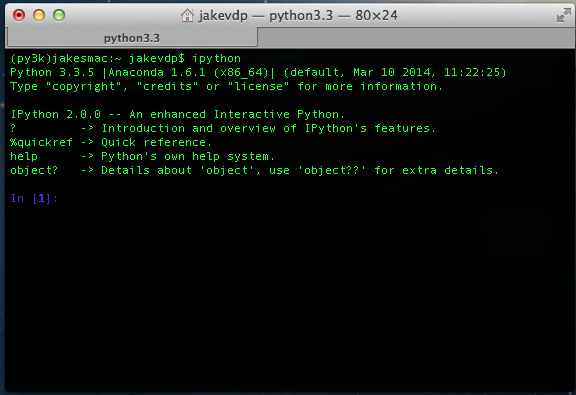 jakevdp — python3.3 — 80×24
python3.3
(py3k)jakesmac:~ jakevdp$ ipython
Python 3.3.5 |Anaconda 1.6.1 (x86_64)| (default, Mar 10 2014, 11:22:25)
Type "copyright", "credits" or "license" for more information.
IPython 2.0.0 -- An enhanced Interactive Python.
?         -> Introduction and overview of IPython's features.
%quickref -> Quick reference.
help      -> Python's own help system.
object?   -> Details about 'object', use 'object??' for extra details.
In [1]: